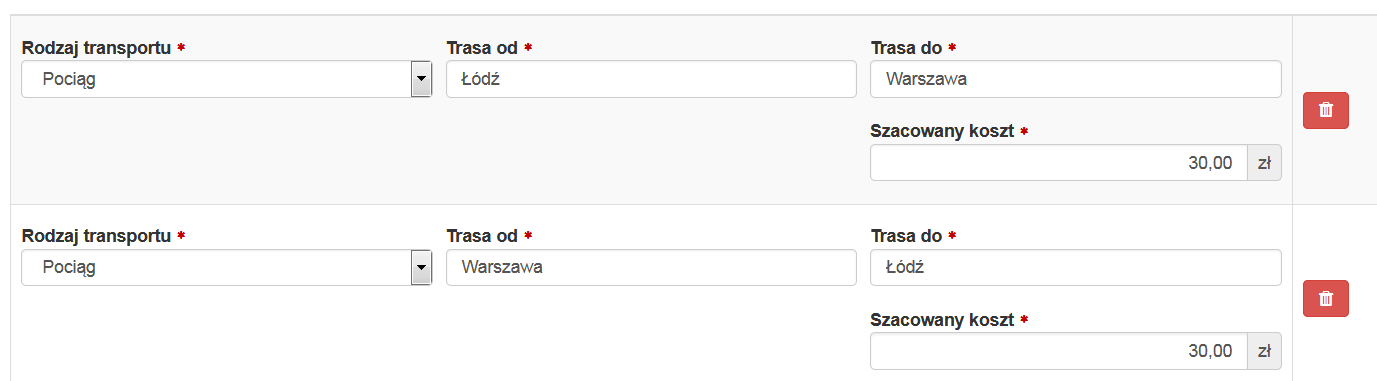 Rodzaj transportu * Trasa od * Trasa do *
Pociąg Łódź Warszawa
Szacowany koszt *
30,00 zł
Rodzaj transportu * Trasa od * Trasa do *
Pociąg Warszawa Łódź
Szacowany koszt *
30,00 zł